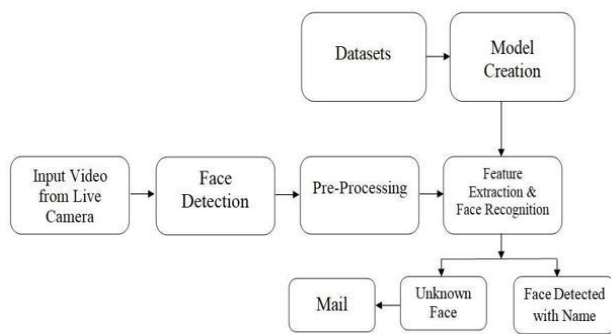 Datasets
Model
Creation
Input Video
from Live
Camera
Face
Detection
Pre-Processing
Feature
Extraction &
Face Recognition
Mail
Unknown
Face
Face Detected
with Name